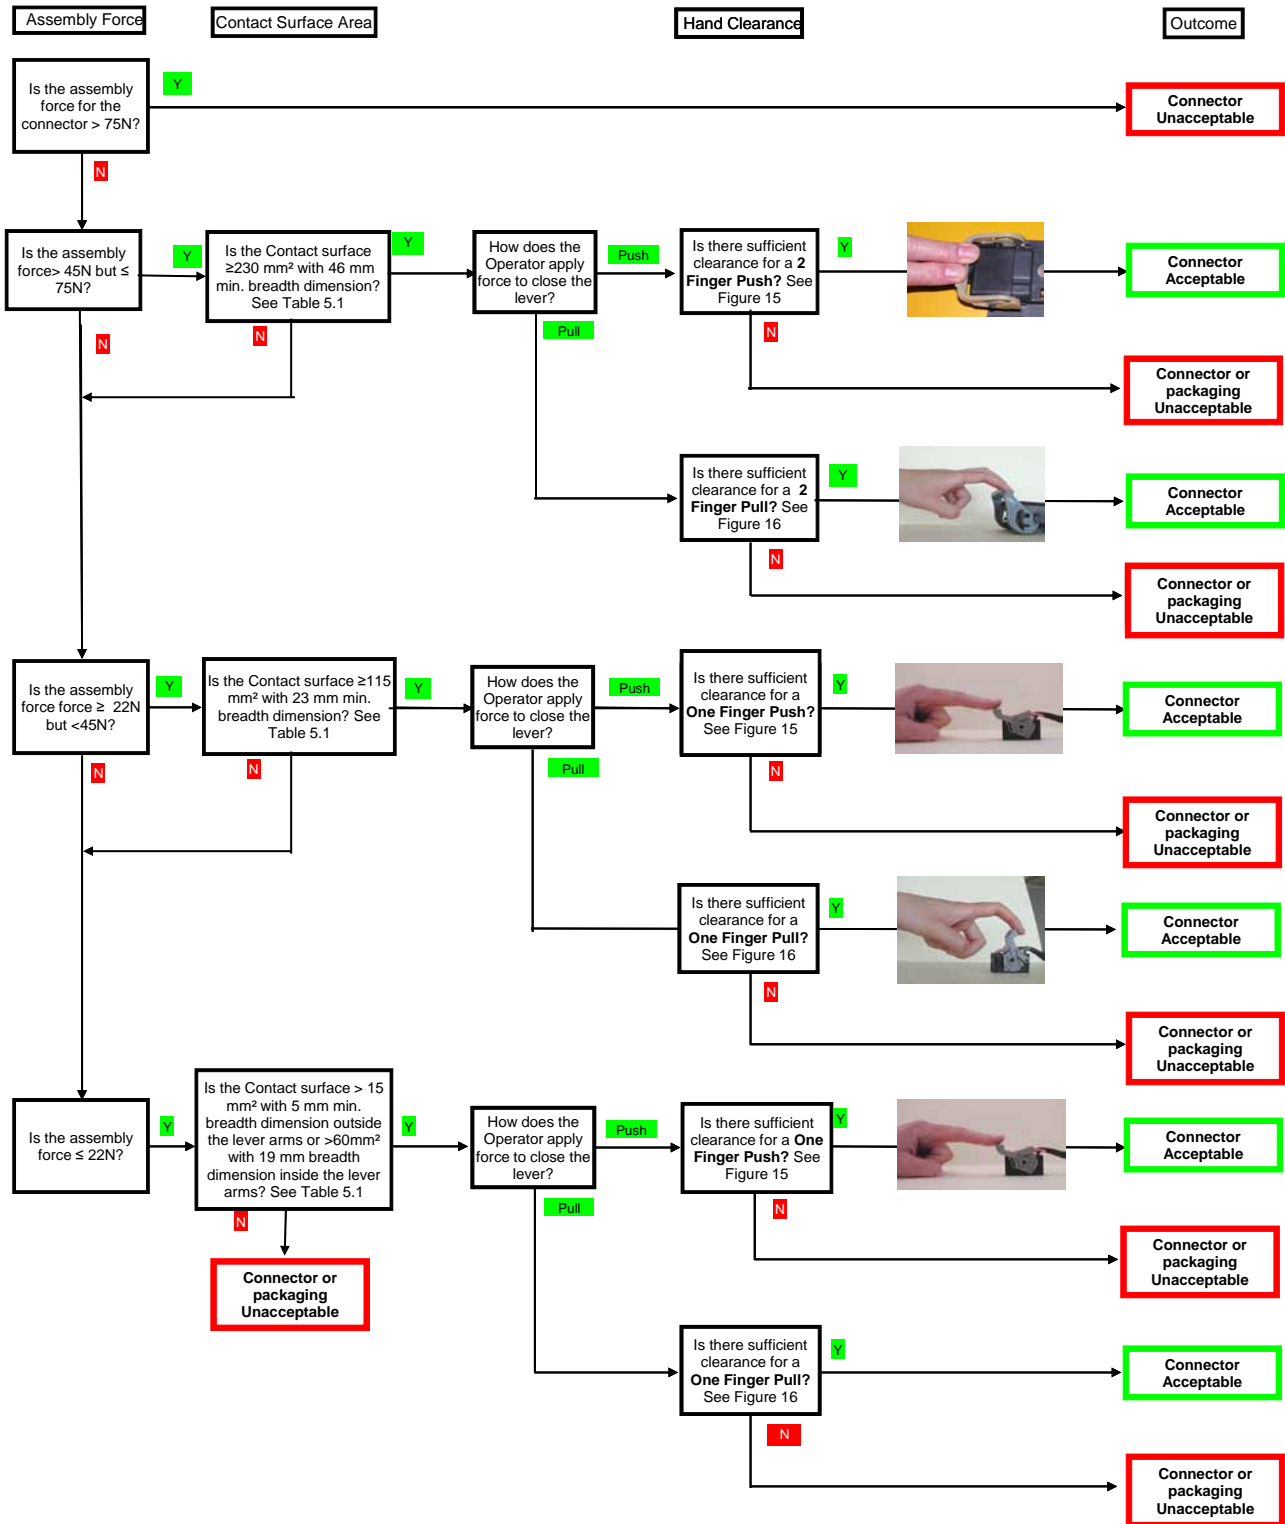 Assembly Force
Contact Surface Area
Hand Clearance
Outcome
Is the assembly
force for the
connector > 75N?
Y
Connector
Unacceptable
N
Is the assembly
force> 45N but ≤
75N?
Y
Is the Contact surface
≥230 mm² with 46 mm
min. breadth dimension?
See Table 5.1
Y
How does the
Operator apply
force to close the
lever?
Push
Is there sufficient
clearance for a 2
Finger Push? See
Figure 15
Y
Connector
Acceptable
N
N
Pull
N
Connector or
packaging
Unacceptable
Is there sufficient
clearance for a 2
Finger Pull? See
Figure 16
Y
Connector
Acceptable
N
Connector or
packaging
Unacceptable
Is the assembly
force force ≥ 22N
but <45N?
Y
Is the Contact surface ≥115
mm² with 23 mm min.
breadth dimension? See
Table 5.1
Y
How does the
Operator apply
force to close the
lever?
Push
Is there sufficient
clearance for a
One Finger Push?
See Figure 15
Y
Connector
Acceptable
N
N
Pull
N
Connector or
packaging
Unacceptable
Is there sufficient
clearance for a
One Finger Pull?
See Figure 16
Y
Connector
Acceptable
N
Connector or
packaging
Unacceptable
Is the assembly
force ≤ 22N?
Y
Is the Contact surface > 15
mm² with 5 mm min.
breadth dimension outside
the lever arms or >60mm²
with 19 mm breadth
dimension inside the lever
arms? See Table 5.1
Y
How does the
Operator apply
force to close the
lever?
Push
Is there sufficient
clearance for a One
Finger Push? See
Figure 15
Y
Connector
Acceptable
N
Pull
N
Connector or
packaging
Unacceptable
Connector or
packaging
Unacceptable
Is there sufficient
clearance for a
One Finger Pull?
See Figure 16
Y
Connector
Acceptable
N
Connector or
packaging
Unacceptable